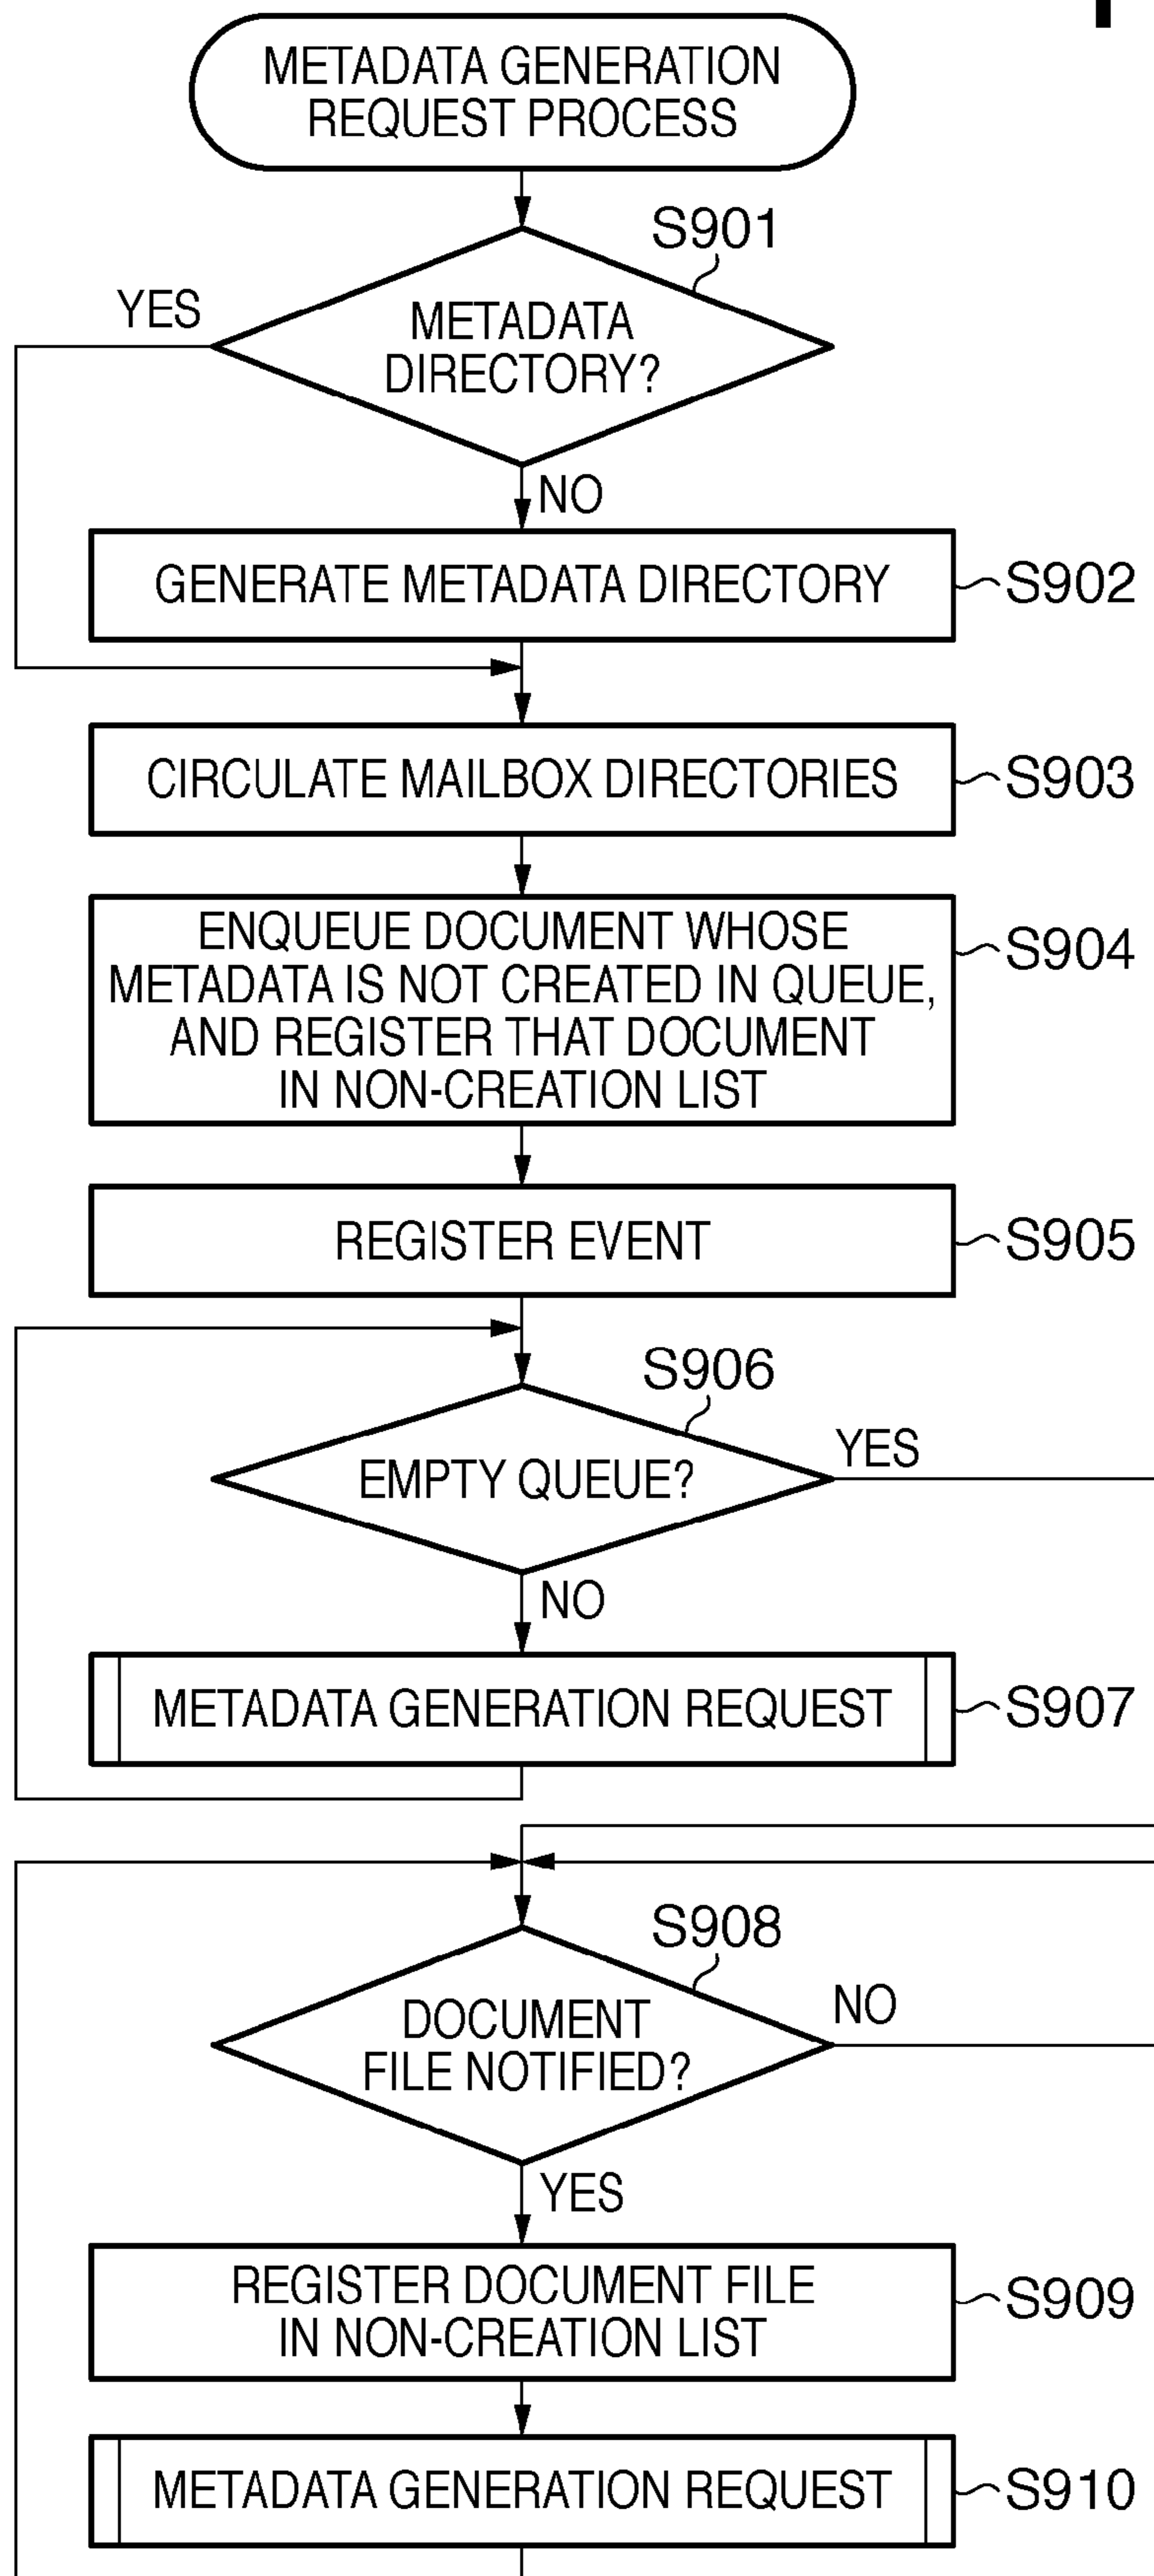 METADATA GENERATION
REQUEST PROCESS
S901
YES
METADATA
DIRECTORY?
NO
GENERATE METADATA DIRECTORY
S902
CIRCULATE MAILBOX DIRECTORIES
S903
ENQUEUE DOCUMENT WHOSE
METADATA IS NOT CREATED IN QUEUE,
AND REGISTER THAT DOCUMENT
IN NON-CREATION LIST
S904
REGISTER EVENT
S905
S906
EMPTY QUEUE?
YES
NO
METADATA GENERATION REQUEST
S907
S908
DOCUMENT
FILE NOTIFIED?
NO
YES
REGISTER DOCUMENT FILE
IN NON-CREATION LIST
S909
METADATA GENERATION REQUEST
S910